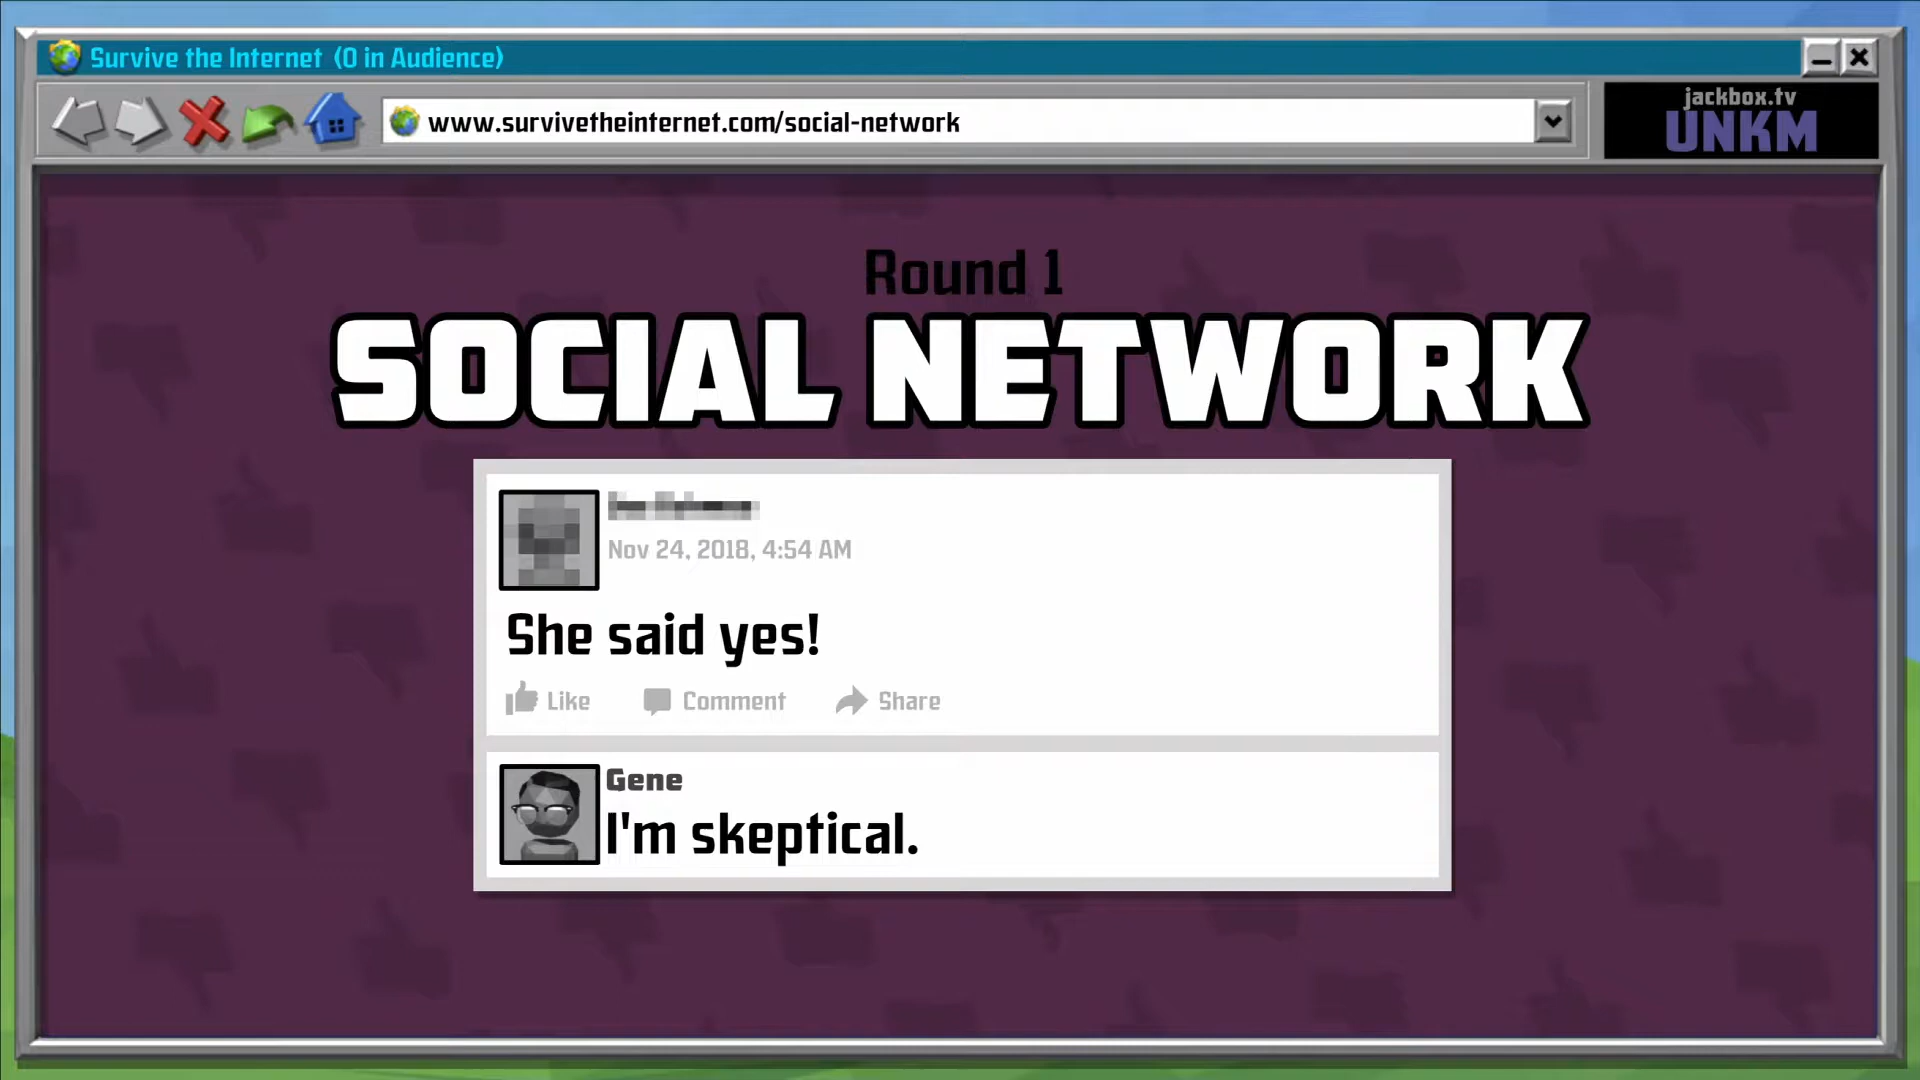 Survive the Internet (0 in Audience)
www.survivetheinternet.com/social-network
jackbox.tv
UNKM
Round 1
SOCIAL NETWORK
Nov 24, 2018, 4:54 AM
She said yes!
Like Comment Share
Gene
I'm skeptical.